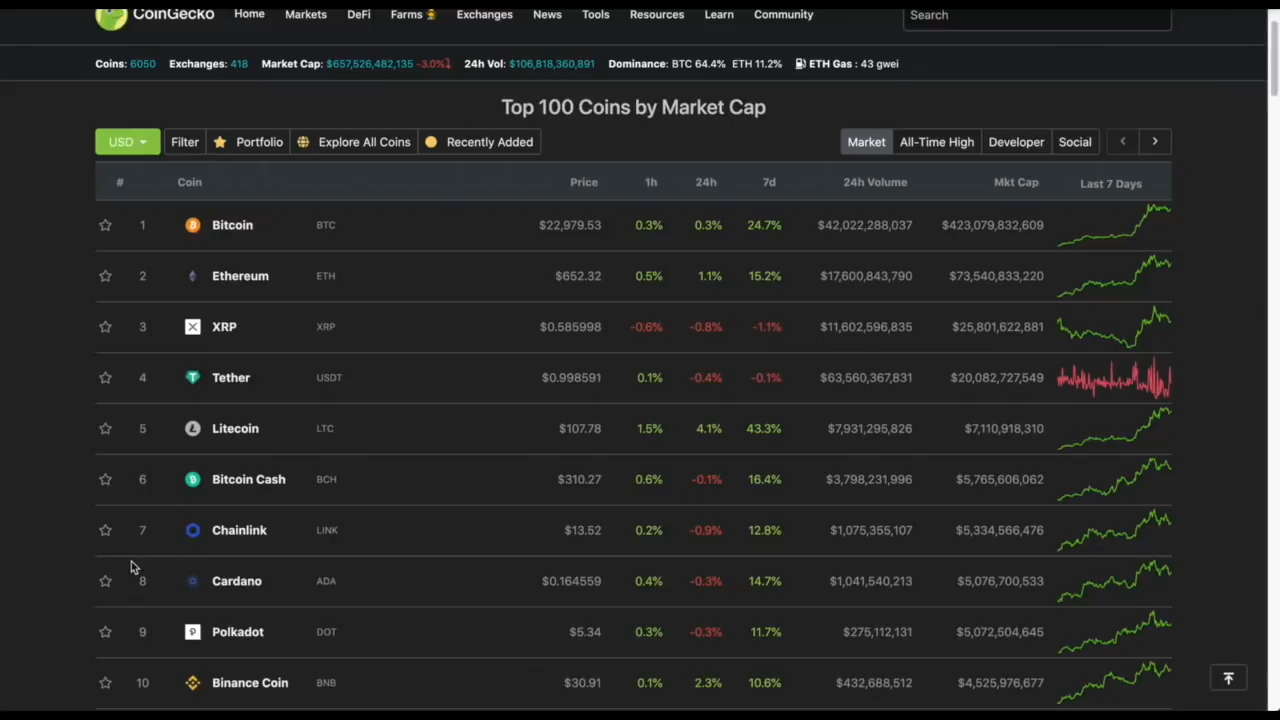 CoinGecko Home Markets DeFi Farms Exchanges News Tools Resources Learn Community Search
Coins: 6050 Exchanges: 418 Market Cap: $657,526,482,135 -3.0% 24h Vol: $106,818,360,891 Dominance: BTC 64.4% ETH 11.2% ETH Gas : 43 gwei
Top 100 Coins by Market Cap
USD Filter Portfolio Explore All Coins Recently Added Market All-Time High Developer Social
# Coin Price 1h 24h 7d 24h Volume Mkt Cap Last 7 Days
1 Bitcoin BTC $22,979.53 0.3% 0.3% 24.7% $42,022,288,037 $423,079,832,609
2 Ethereum ETH $652.32 0.5% 1.1% 15.2% $17,600,843,790 $73,540,833,220
3 XRP XRP $0.585998 -0.6% -0.8% -1.1% $11,602,596,835 $25,801,622,881
4 Tether USDT $0.998591 0.1% -0.4% -0.1% $63,560,367,831 $20,082,727,549
5 Litecoin LTC $107.78 1.5% 4.1% 43.3% $7,931,295,826 $7,110,918,310
6 Bitcoin Cash BCH $310.27 0.6% -0.1% 16.4% $3,798,231,996 $5,765,606,062
7 Chainlink LINK $13.52 0.2% -0.9% 12.8% $1,075,355,107 $5,334,566,476
8 Cardano ADA $0.164559 0.4% -0.3% 14.7% $1,041,540,213 $5,076,700,533
9 Polkadot DOT $5.34 0.3% -0.3% 11.7% $275,112,131 $5,072,504,645
10 Binance Coin BNB $30.91 0.1% 2.3% 10.6% $432,688,512 $4,525,976,677